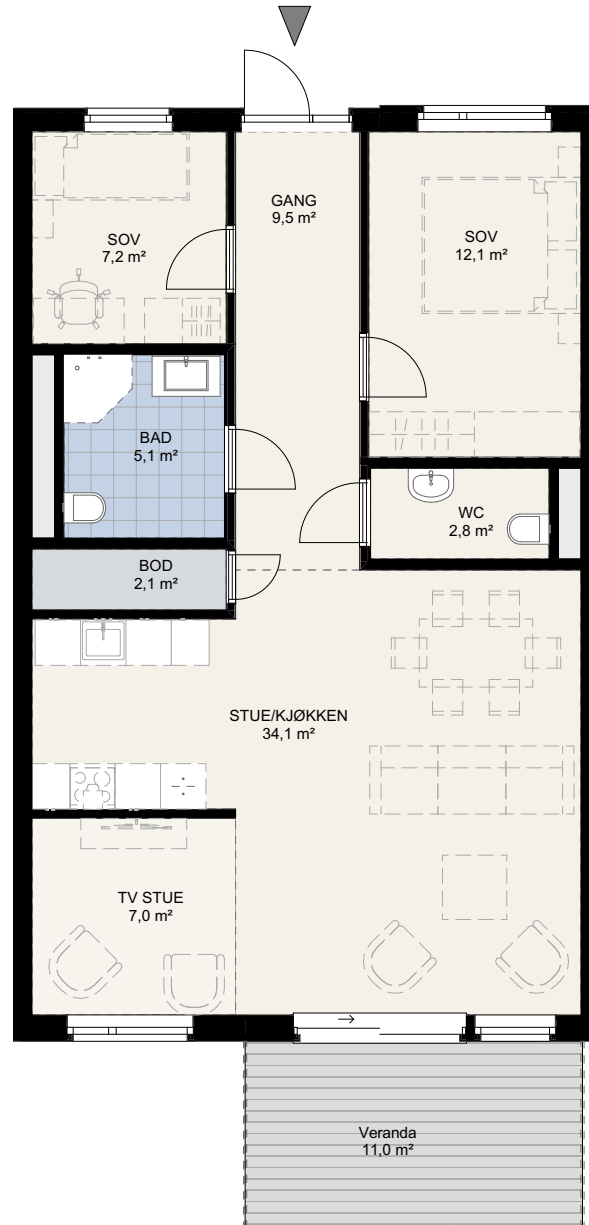 GANG
9,5 m²
SOV
7,2 m²
SOV
12,1 m²
BAD
5,1 m²
WC
2,8 m²
BOD
2,1 m²
STUE/KJØKKEN
34,1 m²
TV STUE
7,0 m²
Veranda
11,0 m²